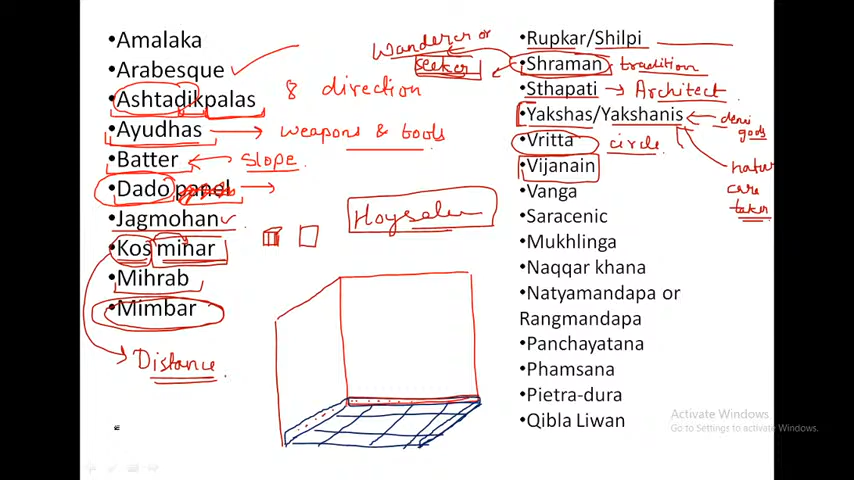 •Amalaka
•Arabesque
•Ashtadikpalas 8 direction
•Ayudhas weapons & tools
•Batter slope
•Dado panel
•Jagmohan
•Kos minar
•Mihrab
•Mimbar
Distance
Wanderer or
seeker
•Rupkar/Shilpi
•Shraman tradition
•Sthapati Architect
•Yakshas/Yakshanis demi
gods
•Vritta circle
•Vijanain
care
taker
•Vanga
•Saracenic
•Mukhlinga
•Naqqar khana
•Natyamandapa or
Rangmandapa
•Panchayatana
•Phamsana
•Pietra-dura
•Qibla Liwan
Activate Windows
Go to Settings to activate Windows.